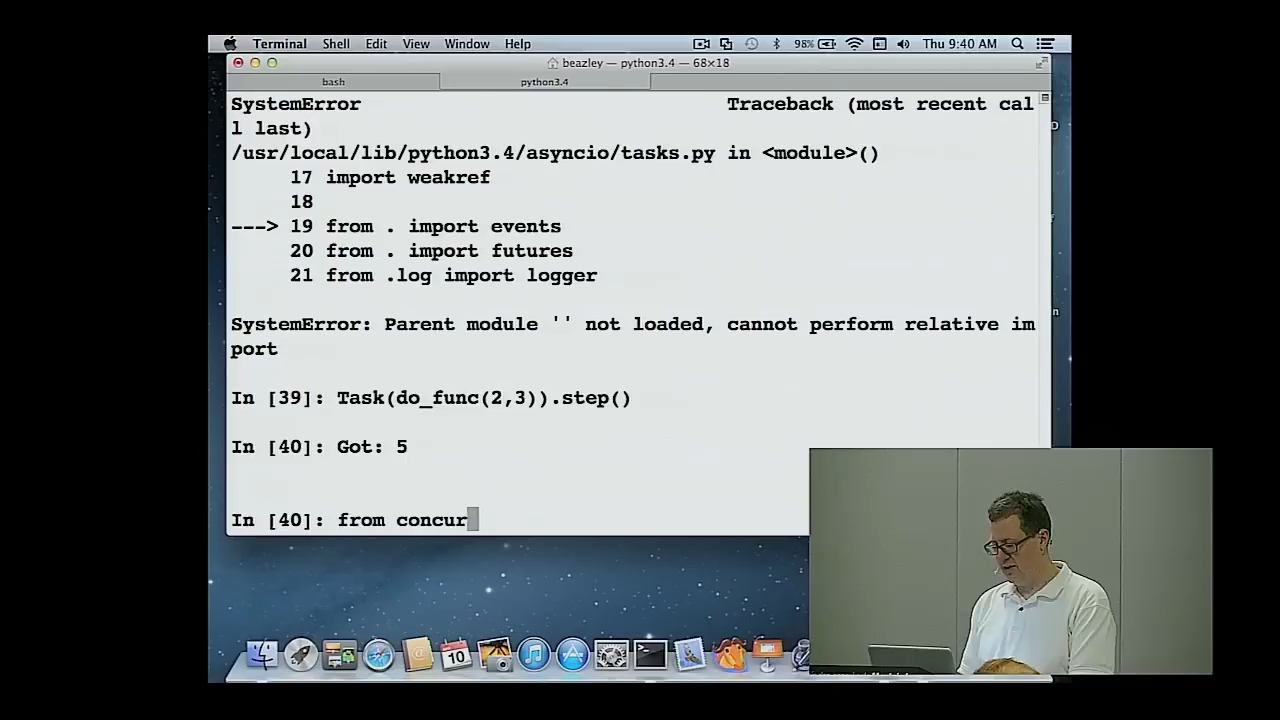 Terminal Shell Edit View Window Help 98% Thu 9:40 AM
beazley — python3.4 — 68×18
bash python3.4
SystemError Traceback (most recent cal
l last)
/usr/local/lib/python3.4/asyncio/tasks.py in <module>()
17 import weakref
18
---> 19 from . import events
20 from . import futures
21 from .log import logger
SystemError: Parent module '' not loaded, cannot perform relative im
port
In [39]: Task(do_func(2,3)).step()
In [40]: Got: 5
In [40]: from concur
10